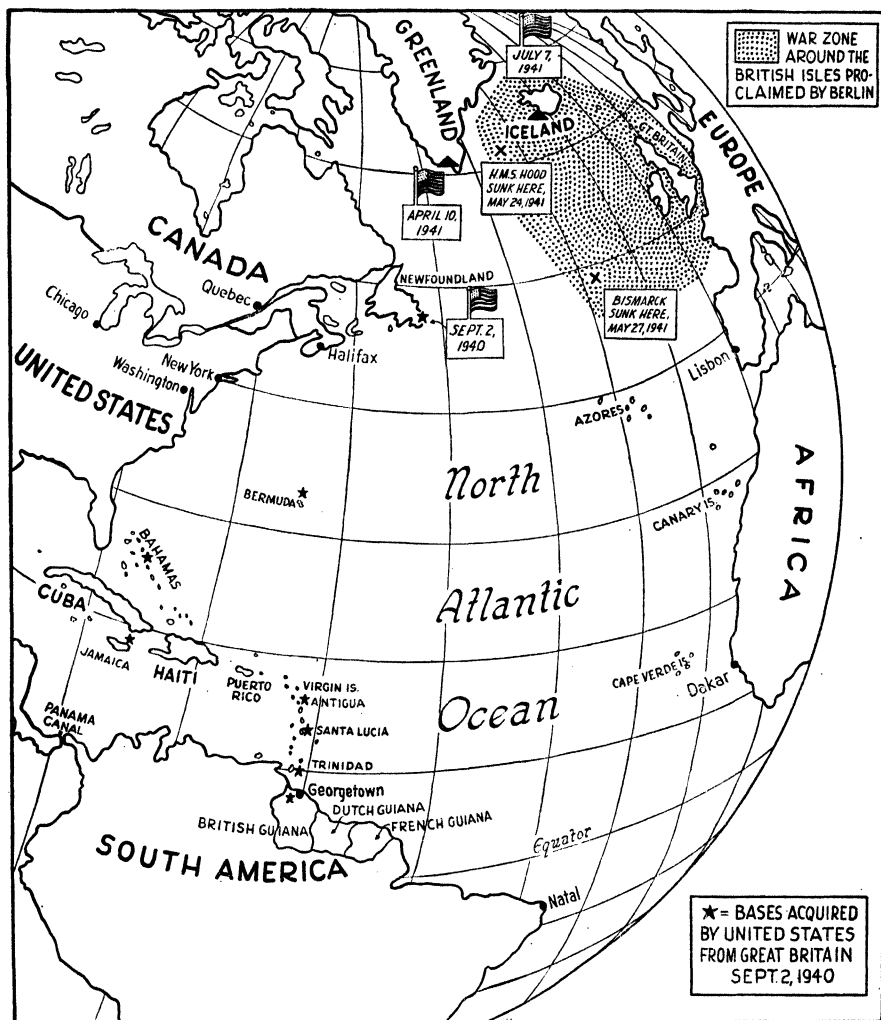 GREENLAND
JULY 7,
1941
WAR ZONE
AROUND THE
BRITISH ISLES PRO-
CLAIMED BY BERLIN
ICELAND
GT. BRITAIN
EUROPE
H.M.S. HOOD
SUNK HERE,
MAY 24, 1941
APRIL 10,
1941
CANADA
NEWFOUNDLAND
Quebec
Chicago
BISMARCK
SUNK HERE,
MAY 27, 1941
SEPT. 2,
1940
Halifax
New York
Washington
UNITED STATES
Lisbon
AZORES
North
AFRICA
BERMUDA
CANARY IS.
BAHAMAS
CUBA
Atlantic
JAMAICA
HAITI
PUERTO
RICO
VIRGIN IS.
ANTIGUA
CAPE VERDE IS.
Dakar
Ocean
PANAMA
CANAL
SANTA LUCIA
TRINIDAD
Georgetown
DUTCH GUIANA
BRITISH GUIANA
FRENCH GUIANA
Equator
SOUTH AMERICA
Natal
★ = BASES ACQUIRED
BY UNITED STATES
FROM GREAT BRITAIN
SEPT. 2, 1940